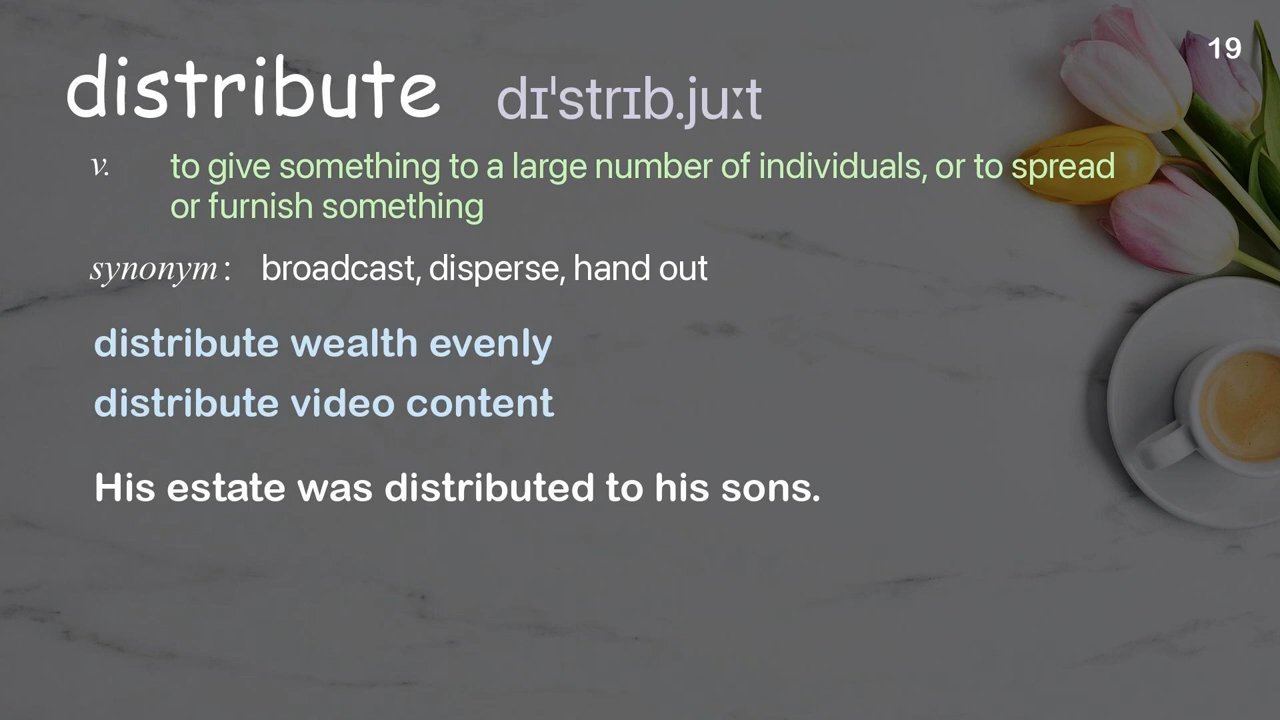 19
distribute dɪˈstrɪb.juːt
v. to give something to a large number of individuals, or to spread
or furnish something
synonym: broadcast, disperse, hand out
distribute wealth evenly
distribute video content
His estate was distributed to his sons.